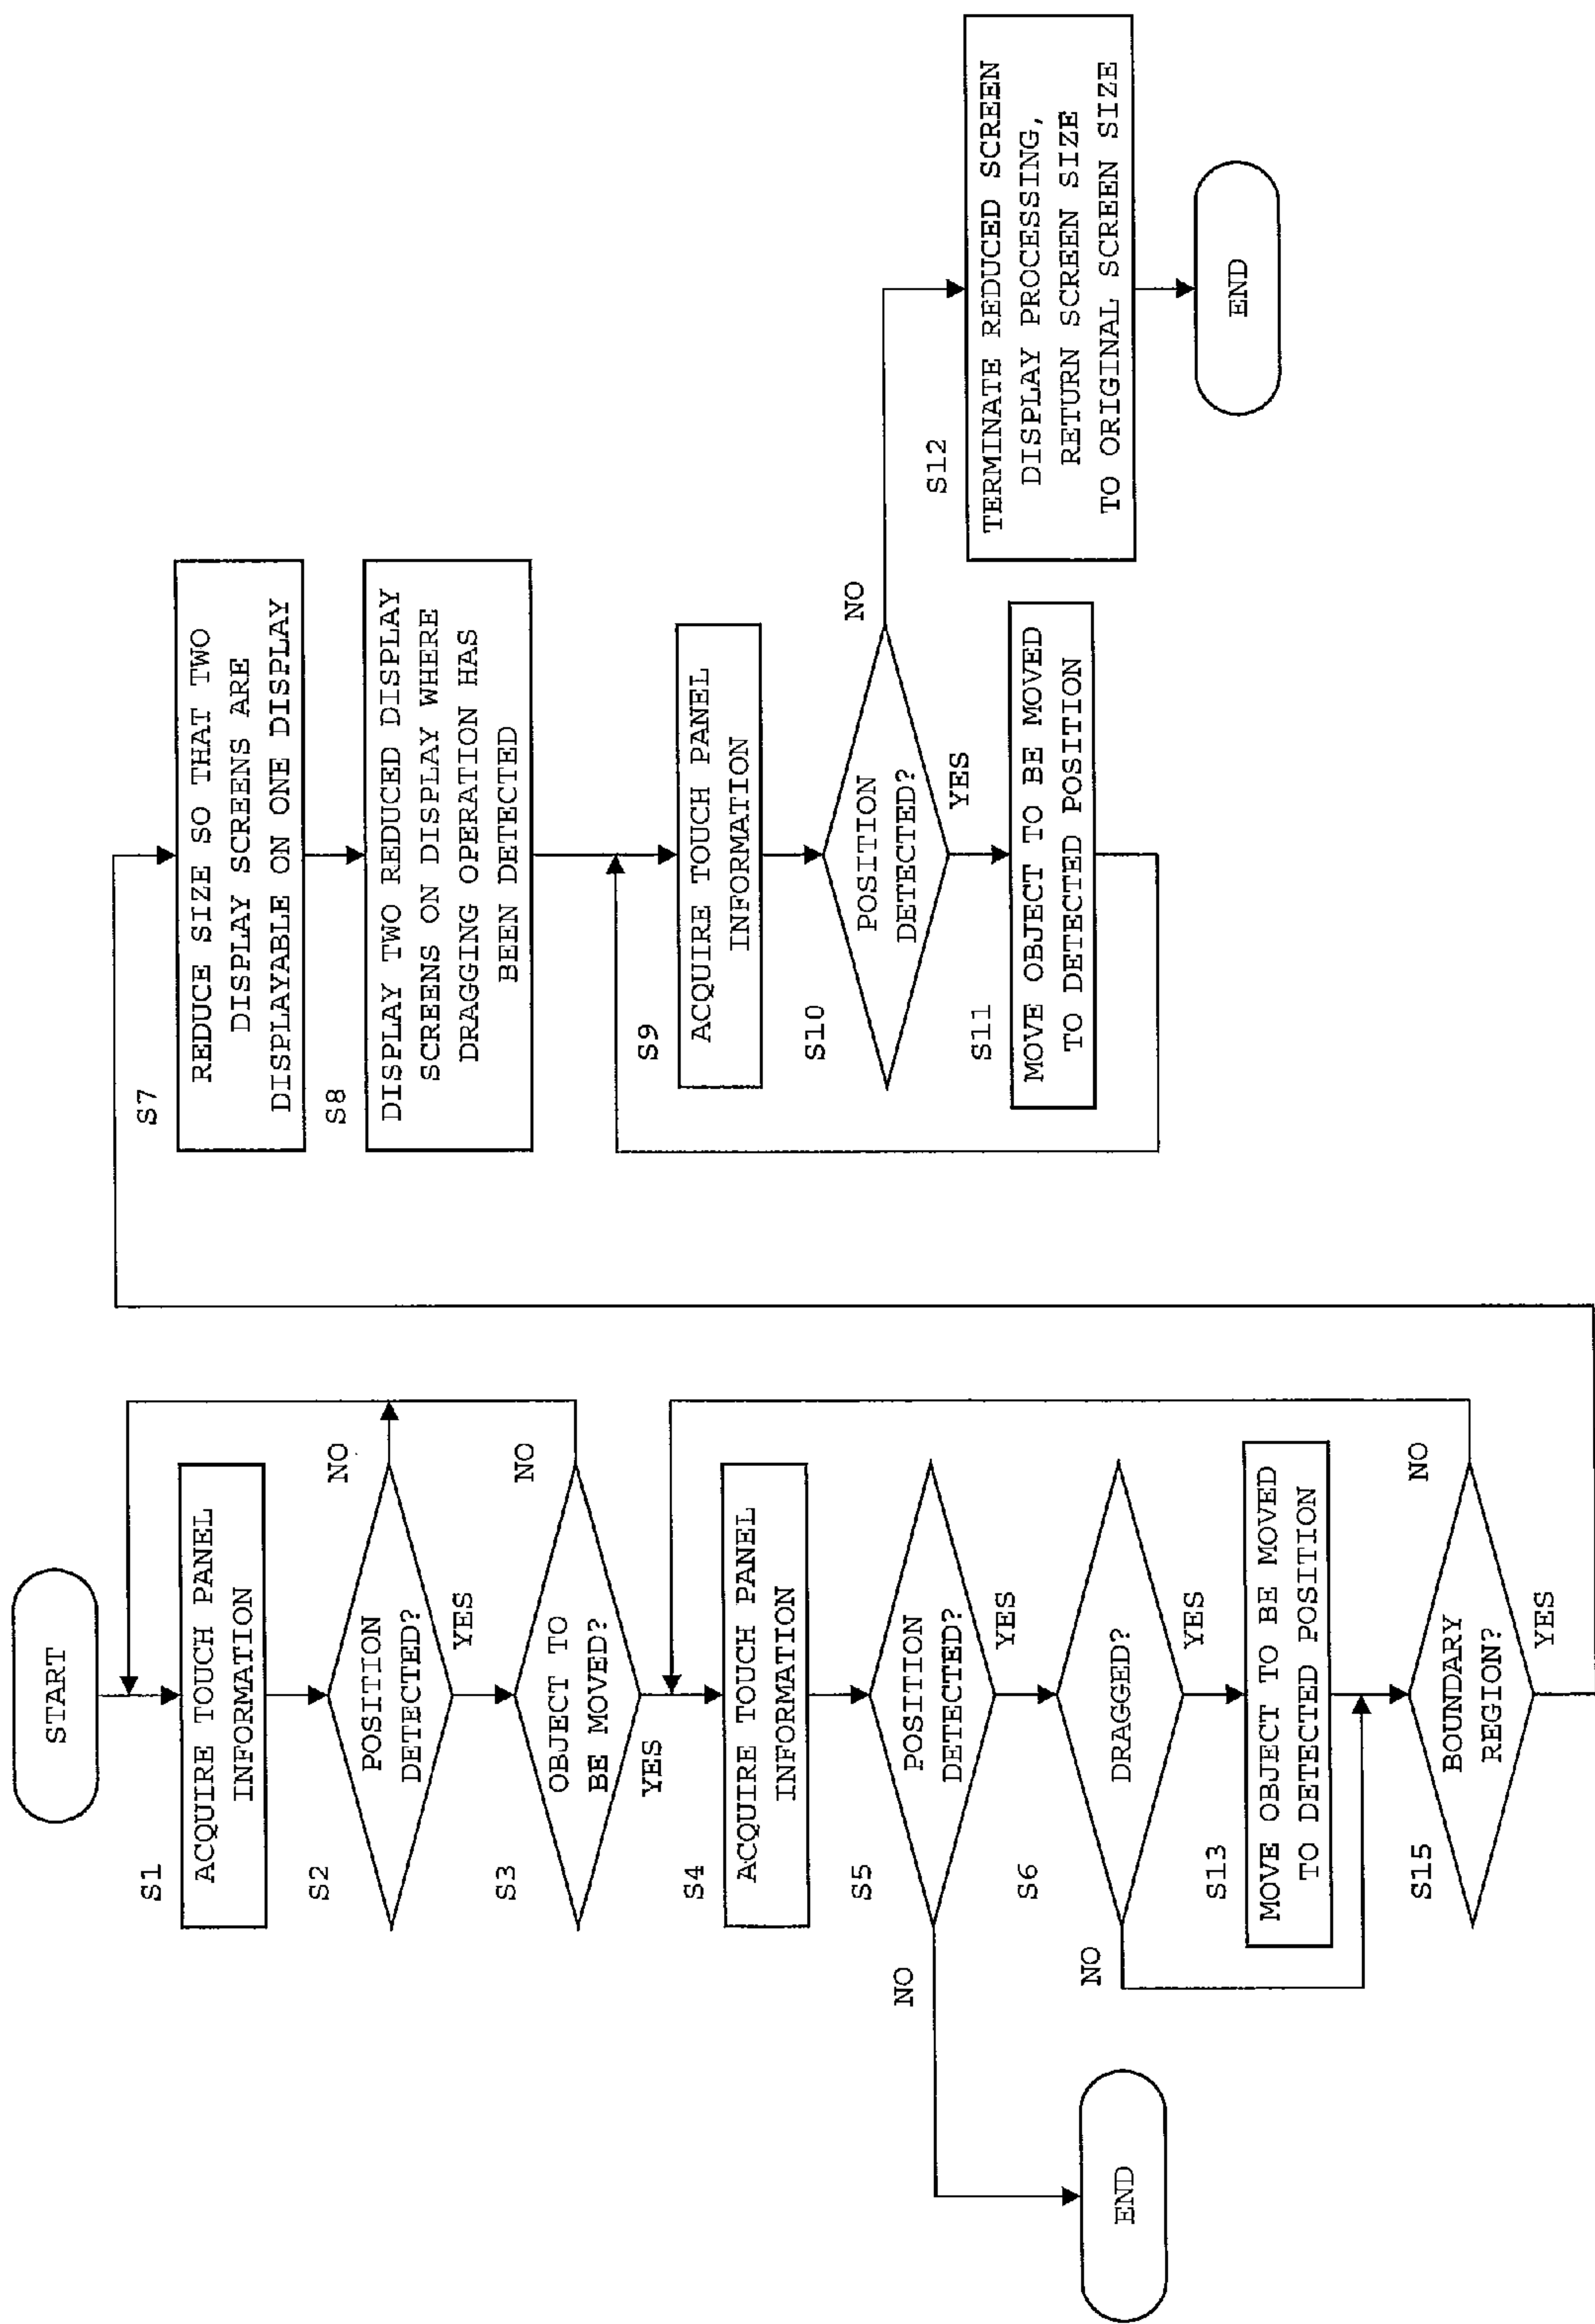 START
S1
ACQUIRE TOUCH PANEL
INFORMATION
S2
POSITION
DETECTED?
NO
YES
S3
OBJECT TO
BE MOVED?
NO
YES
S4
ACQUIRE TOUCH PANEL
INFORMATION
S5
POSITION
DETECTED?
NO
YES
END
S6
DRAGGED?
NO
YES
S13
MOVE OBJECT TO BE MOVED
TO DETECTED POSITION
S15
BOUNDARY
REGION?
NO
YES
S7
REDUCE SIZE SO THAT TWO
DISPLAY SCREENS ARE
DISPLAYABLE ON ONE DISPLAY
S8
DISPLAY TWO REDUCED DISPLAY
SCREENS ON DISPLAY WHERE
DRAGGING OPERATION HAS
BEEN DETECTED
S9
ACQUIRE TOUCH PANEL
INFORMATION
S10
POSITION
DETECTED?
NO
YES
S11
MOVE OBJECT TO BE MOVED
TO DETECTED POSITION
S12
TERMINATE REDUCED SCREEN
DISPLAY PROCESSING,
RETURN SCREEN SIZE
TO ORIGINAL SCREEN SIZE
END